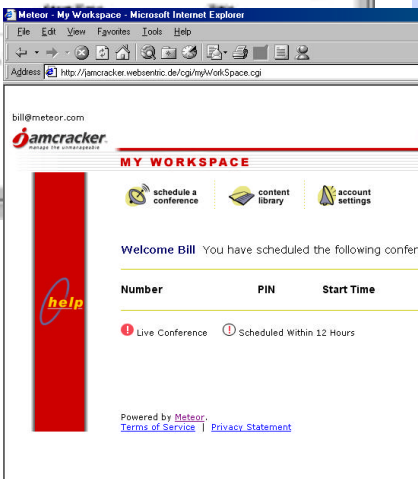 Meteor - My Workspace - Microsoft Internet Explorer
File Edit View Favorites Tools Help
Address http://jamcracker.websentric.de/cgi/myWorkSpace.cgi
bill@meteor.com
jamcracker.
manage the unmanageable
MY WORKSPACE
schedule a conference
content library
account settings
Welcome Bill You have scheduled the following confer
Number PIN Start Time
help
Live Conference Scheduled Within 12 Hours
Powered by Meteor.
Terms of Service | Privacy Statement